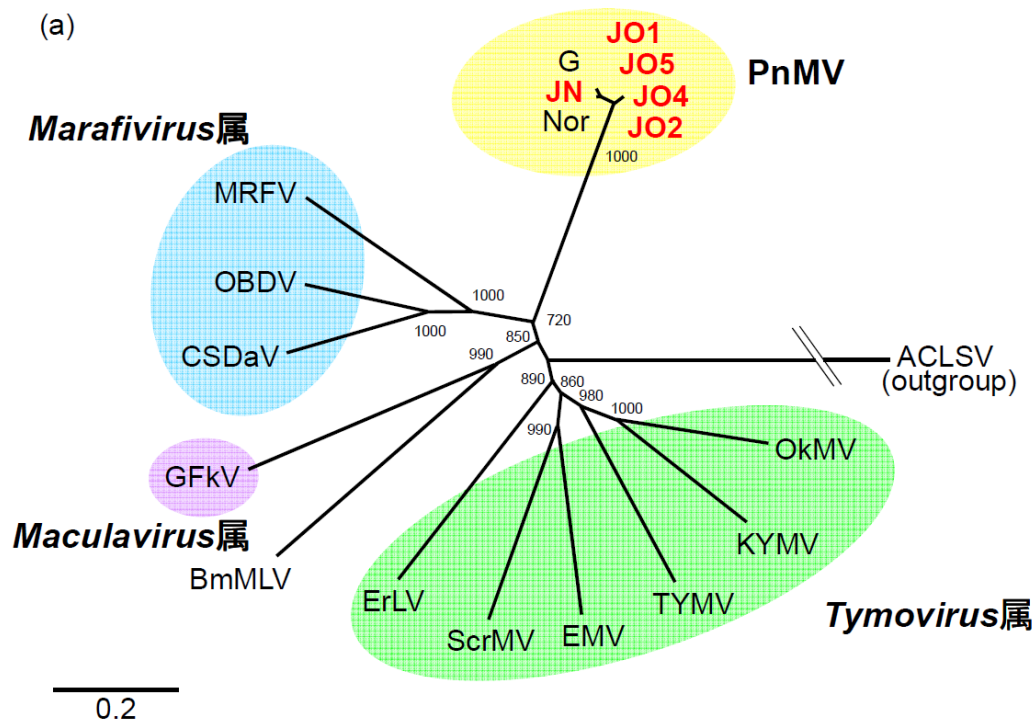 (a)
JO1
G
JO5
PnMV
JN
JO4
Nor
JO2
1000
Marafivirus属
MRFV
OBDV
1000
1000
CSDaV
720
850
990
ACLSV
(outgroup)
890
860
980
1000
990
OkMV
GFkV
KYMV
Maculavirus属
BmMLV
ErLV
TYMV
Tymovirus属
ScrMV
EMV
0.2